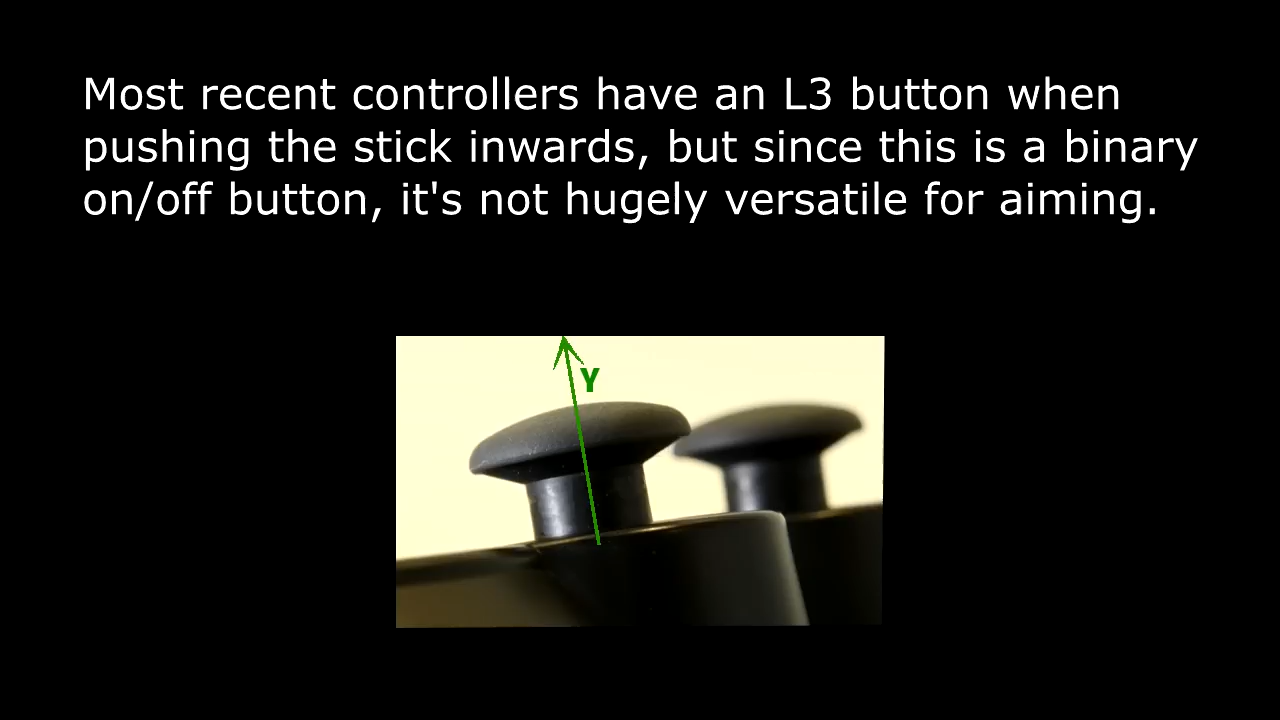 Most recent controllers have an L3 button when
pushing the stick inwards, but since this is a binary
on/off button, it's not hugely versatile for aiming.
Y